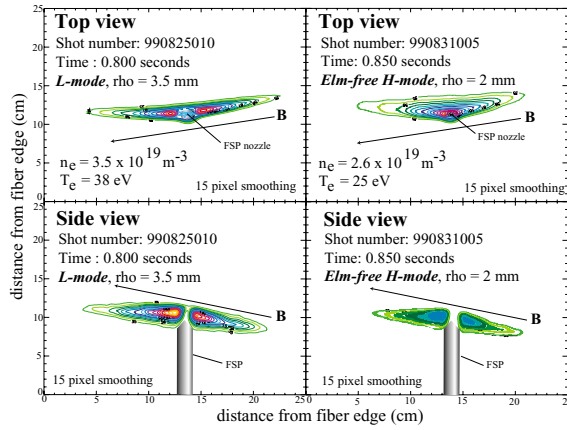 Top view
Shot number: 990825010
Time : 0.800 seconds
L-mode, rho = 3.5 mm
B
FSP nozzle
n_e = 3.5 x 10^19 m^-3
T_e = 38 eV
15 pixel smoothing
25
20
15
10
5
0
Top view
Shot number: 990831005
Time: 0.850 seconds
Elm-free H-mode, rho = 2 mm
B
FSP nozzle
n_e = 2.6 x 10^19 m^-3
T_e = 25 eV
15 pixel smoothing
Side view
Shot number: 990825010
Time : 0.800 seconds
L-mode, rho = 3.5 mm
B
FSP
15 pixel smoothing
25
20
15
10
5
0
0 5 10 15 20 25
Side view
Shot number: 990831005
Time: 0.850 seconds
Elm-free H-mode, rho = 2 mm
B
FSP
15 pixel smoothing
5 10 15 20 25
distance from fiber edge (cm)
distance from fiber edge (cm)